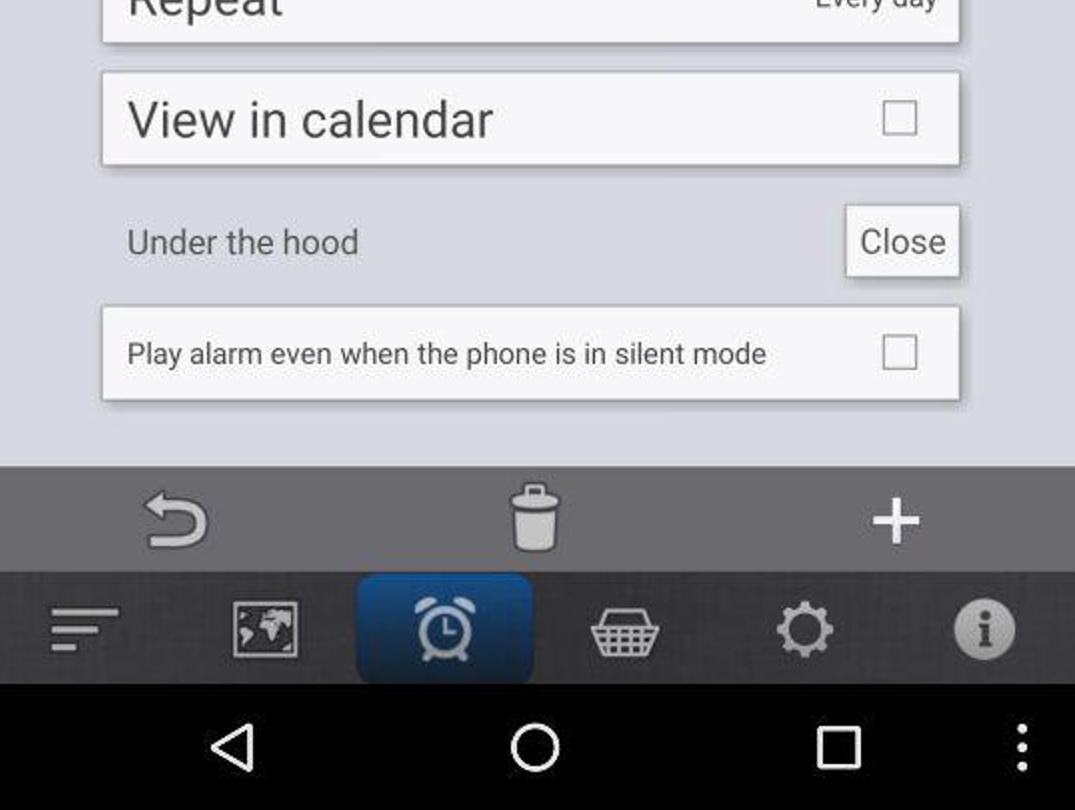 Repeat Every day
View in calendar
Under the hood Close
Play alarm even when the phone is in silent mode